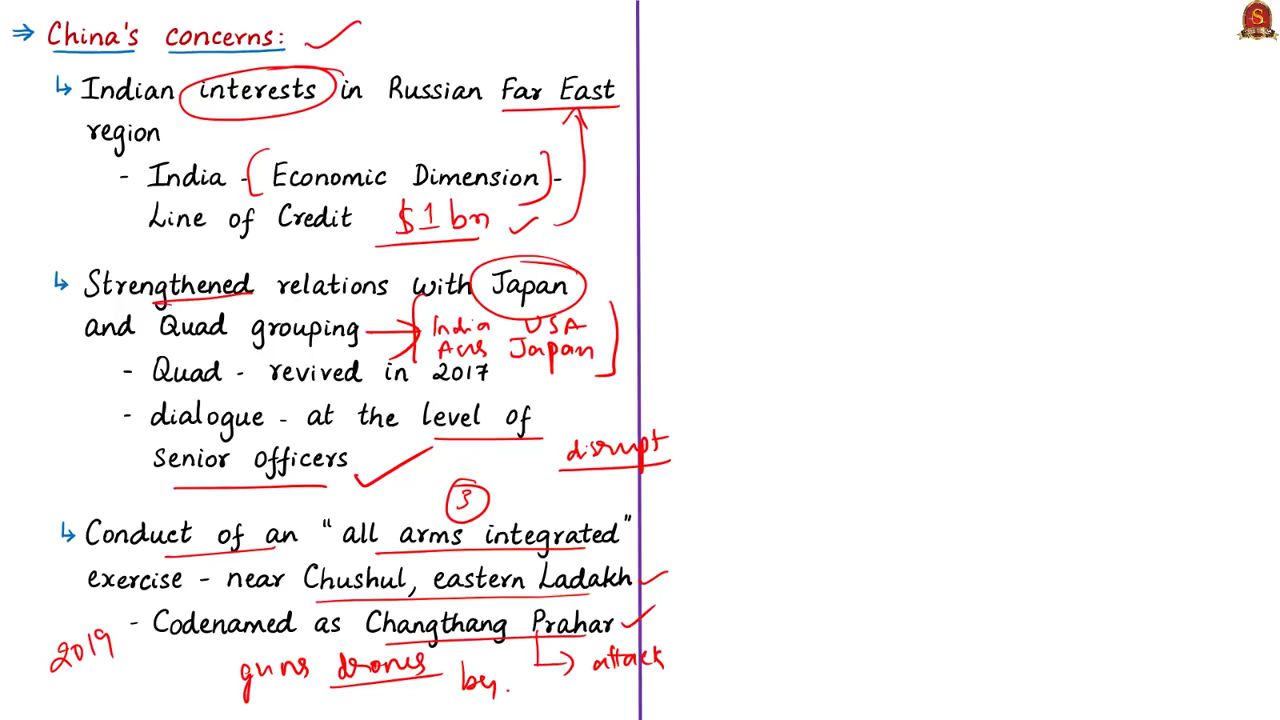 ⇒ China's concerns:
↳ Indian interests in Russian Far East
region
- India - [Economic Dimension] -
Line of Credit $1 bn
↳ Strengthened relations with Japan
and Quad grouping → India USA
Aus Japan
- Quad - revived in 2017
- dialogue - at the level of
senior officers
disrupt
3
↳ Conduct of an "all arms integrated"
exercise - near Chushul, eastern Ladakh
- Codenamed as Changthang Prahar
2019
→ attack
guns drones
S